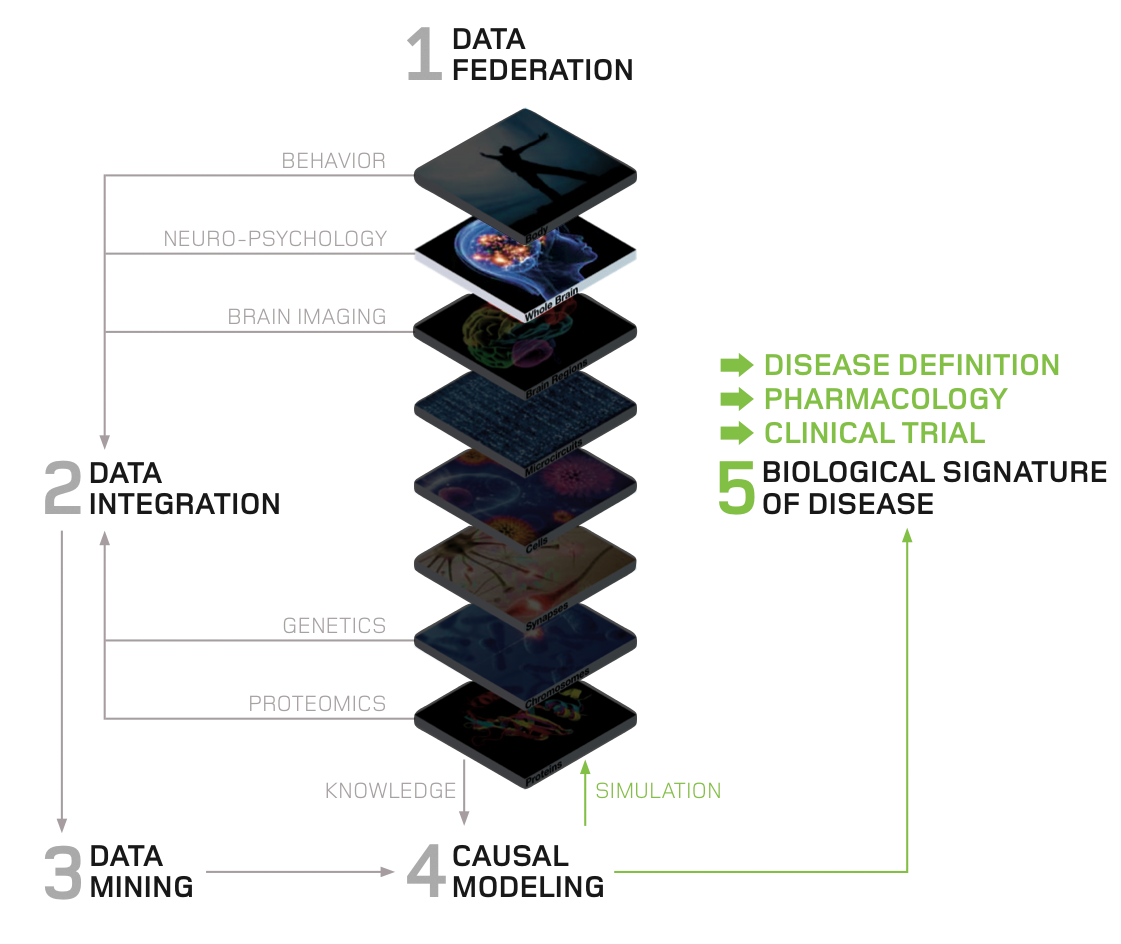 1 DATA
FEDERATION
BEHAVIOR
Body
NEURO-PSYCHOLOGY
Whole Brain
BRAIN IMAGING
Brain Regions
Microcircuits
Cells
Synapses
GENETICS
Chromosomes
PROTEOMICS
Proteins
2 DATA
INTEGRATION
KNOWLEDGE
SIMULATION
3 DATA
MINING
4 CAUSAL
MODELING
DISEASE DEFINITION
PHARMACOLOGY
CLINICAL TRIAL
5 BIOLOGICAL SIGNATURE
OF DISEASE